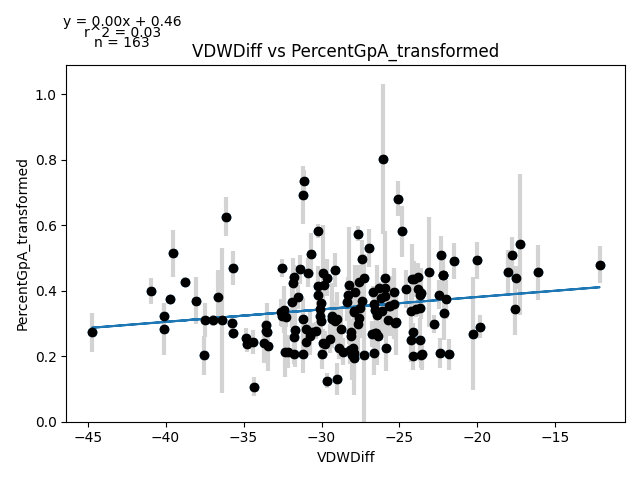 y = 0.00x + 0.46
r^2 = 0.03
n = 163
VDWDiff vs PercentGpA_transformed
1.0
0.8
0.6
0.4
0.2
0.0
PercentGpA_transformed
−45
−40
−35
−30
−25
−20
−15
VDWDiff